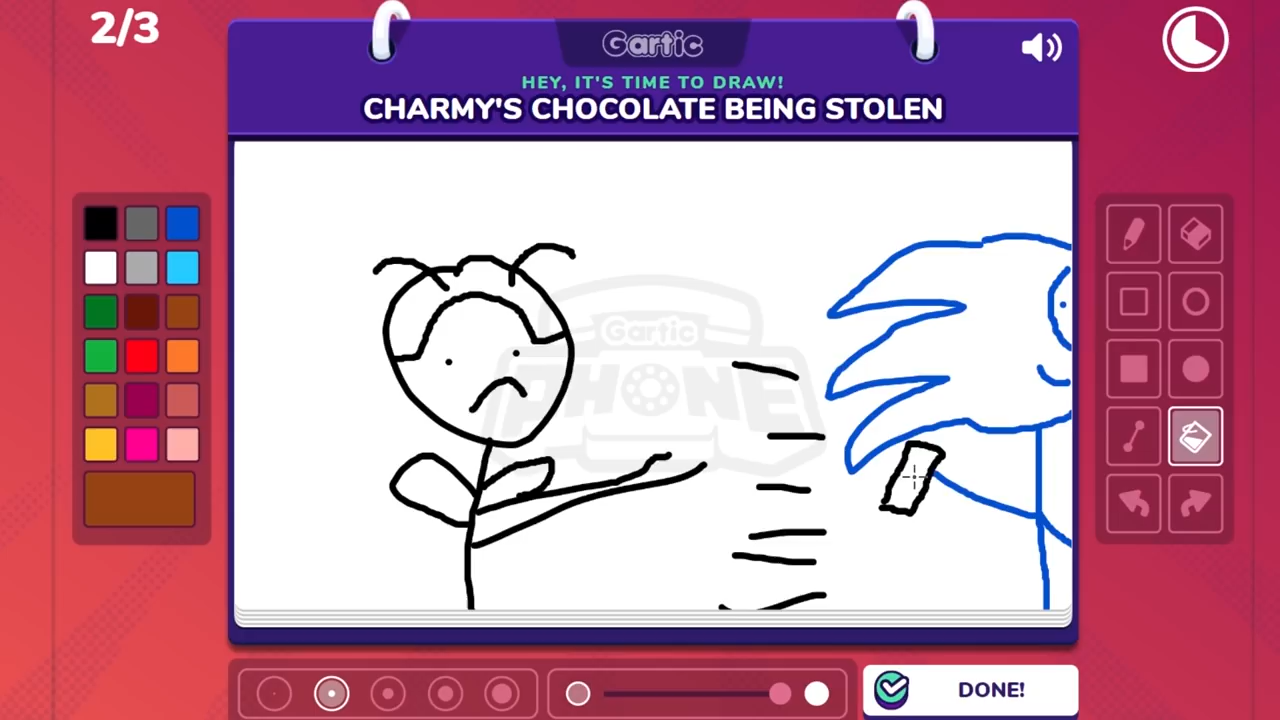 2/3
Gartic
HEY, IT'S TIME TO DRAW!
CHARMY'S CHOCOLATE BEING STOLEN
Gartic
PHONE
DONE!